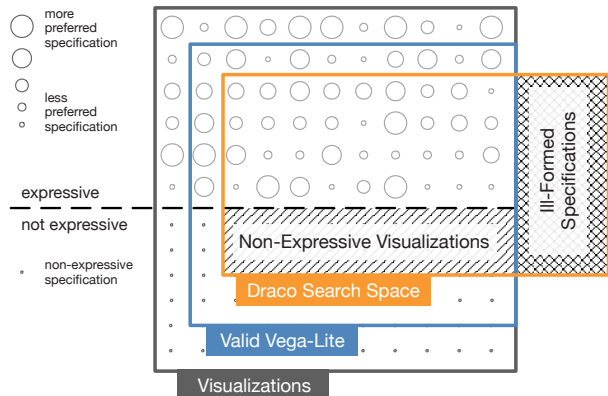 more
preferred
specification
less
preferred
specification
expressive
not expressive
non-expressive
specification
Non-Expressive Visualizations
Ill-Formed
Specifications
Draco Search Space
Valid Vega-Lite
Visualizations